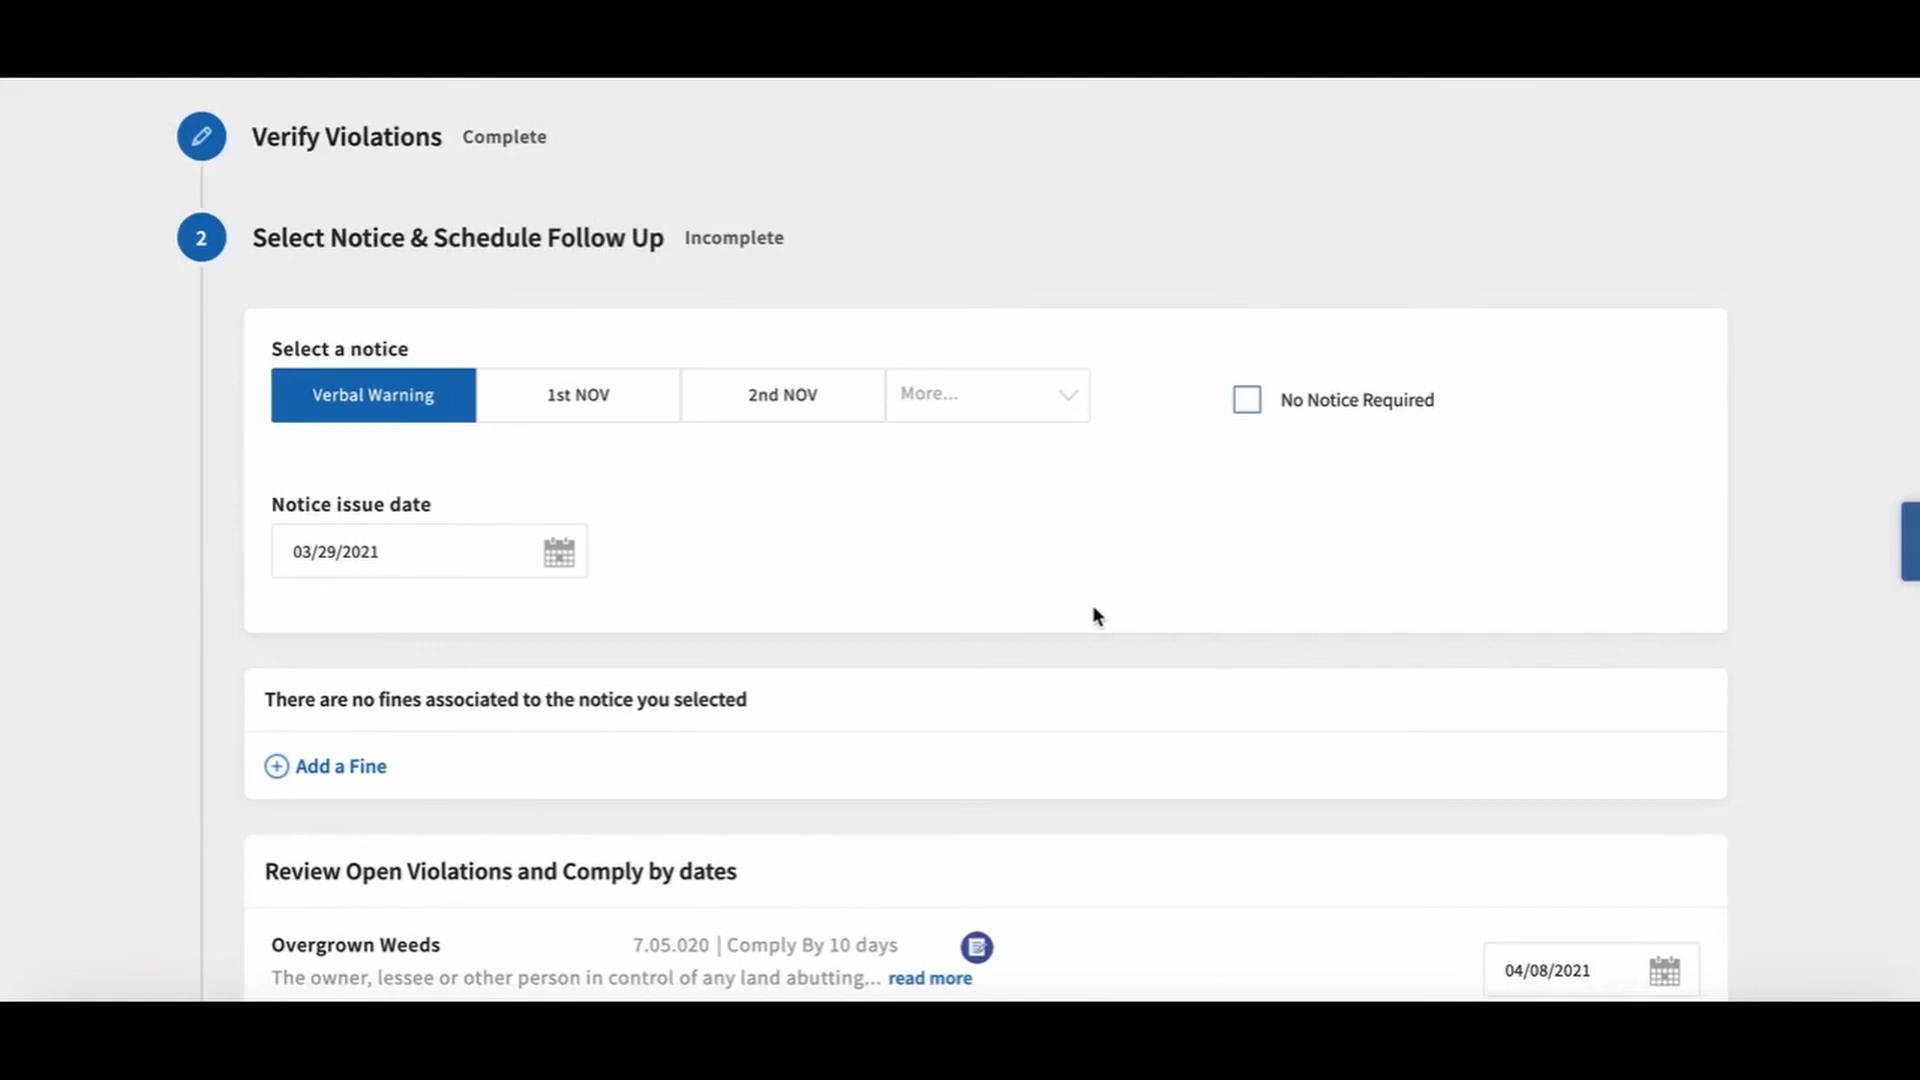 Verify Violations Complete
2 Select Notice & Schedule Follow Up Incomplete
Select a notice
Verbal Warning 1st NOV 2nd NOV More... No Notice Required
Notice issue date
03/29/2021
There are no fines associated to the notice you selected
Add a Fine
Review Open Violations and Comply by dates
Overgrown Weeds 7.05.020 | Comply By 10 days
The owner, lessee or other person in control of any land abutting... read more
04/08/2021